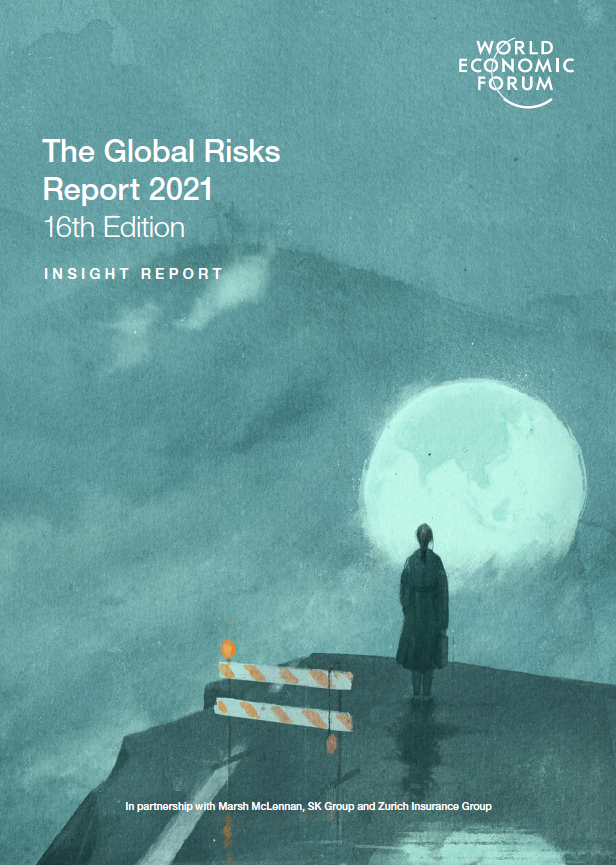 WORLD
ECONOMIC
FORUM
The Global Risks
Report 2021
16th Edition
INSIGHT REPORT
In partnership with Marsh McLennan, SK Group and Zurich Insurance Group